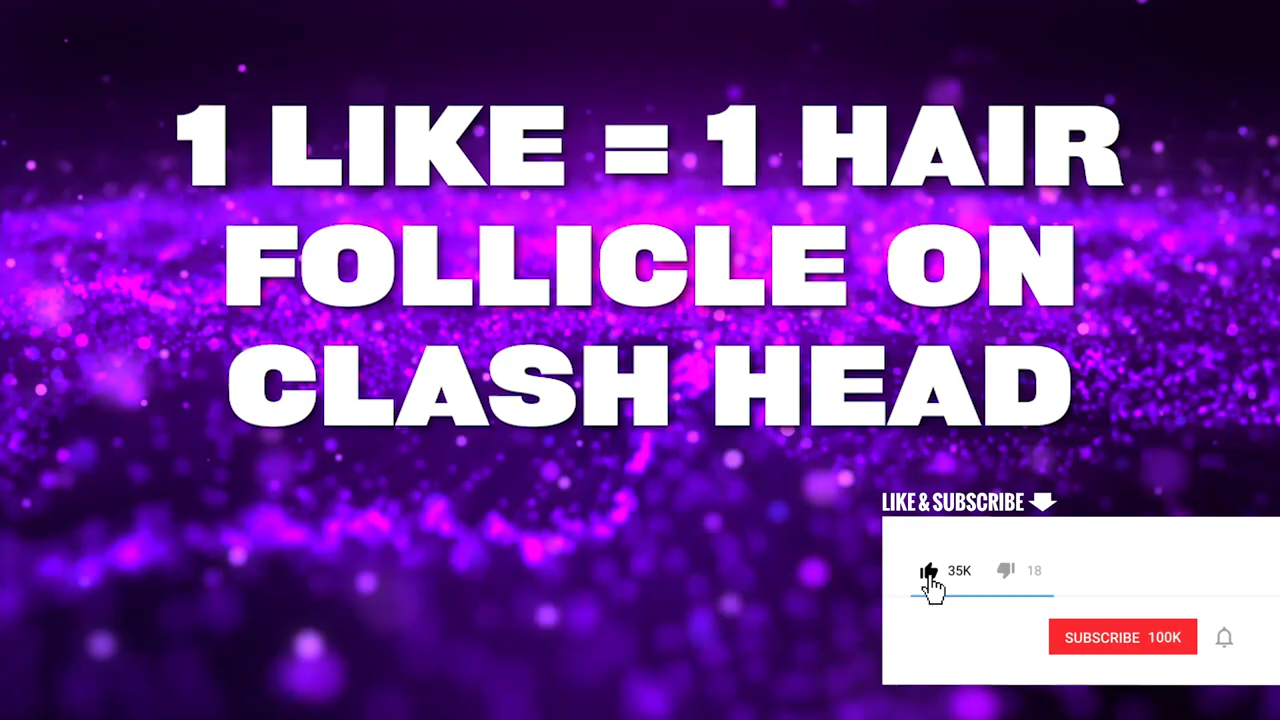 1 LIKE = 1 HAIR
FOLLICLE ON
CLASH HEAD
LIKE & SUBSCRIBE
35K 18
SUBSCRIBE 100K